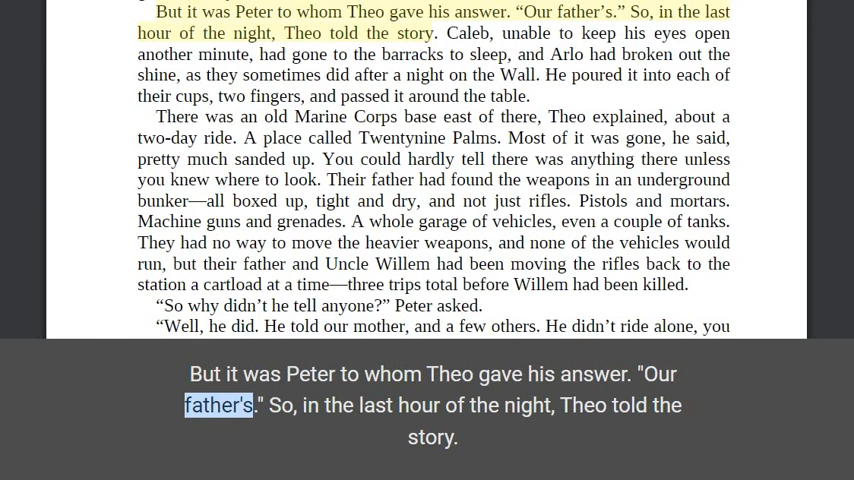 But it was Peter to whom Theo gave his answer. “Our father’s.” So, in the last
hour of the night, Theo told the story. Caleb, unable to keep his eyes open
another minute, had gone to the barracks to sleep, and Arlo had broken out the
shine, as they sometimes did after a night on the Wall. He poured it into each of
their cups, two fingers, and passed it around the table.
There was an old Marine Corps base east of there, Theo explained, about a
two-day ride. A place called Twentynine Palms. Most of it was gone, he said,
pretty much sanded up. You could hardly tell there was anything there unless
you knew where to look. Their father had found the weapons in an underground
bunker—all boxed up, tight and dry, and not just rifles. Pistols and mortars.
Machine guns and grenades. A whole garage of vehicles, even a couple of tanks.
They had no way to move the heavier weapons, and none of the vehicles would
run, but their father and Uncle Willem had been moving the rifles back to the
station a cartload at a time—three trips total before Willem had been killed.
“So why didn’t he tell anyone?” Peter asked.
“Well, he did. He told our mother, and a few others. He didn’t ride alone, you
But it was Peter to whom Theo gave his answer. "Our
father's." So, in the last hour of the night, Theo told the
story.